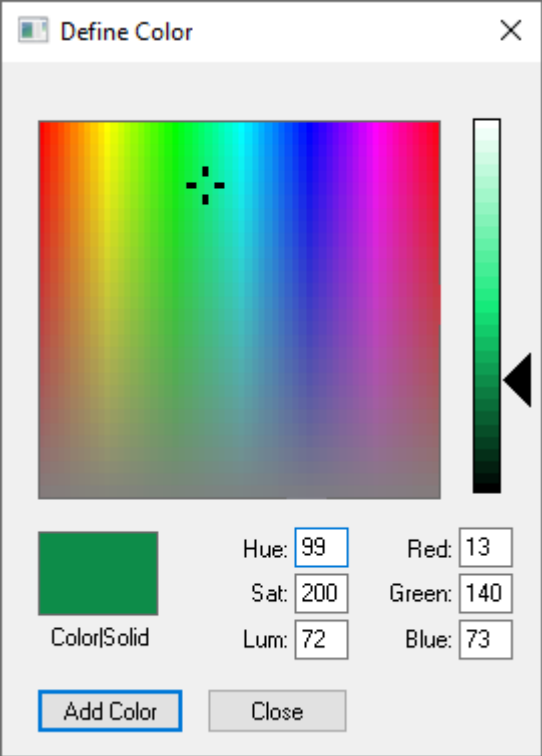 Define Color
Hue: 99 Red: 13
Sat: 200 Green: 140
Color|Solid
Lum: 72 Blue: 73
Add Color Close